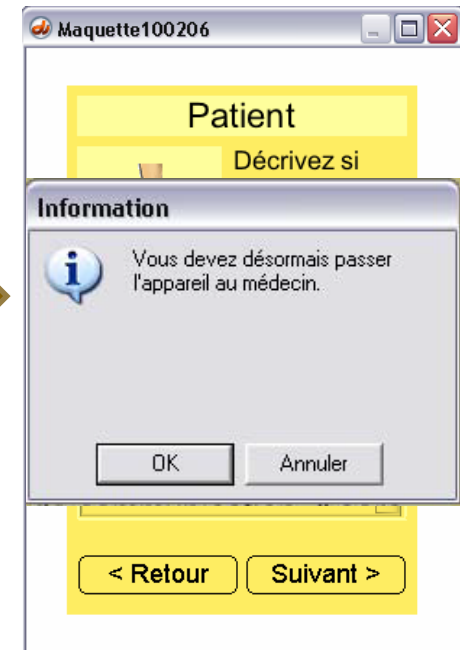 Maquette100206
Patient
Décrivez si
Information
Vous devez désormais passer
l'appareil au médecin.
OK
Annuler
< Retour
Suivant >